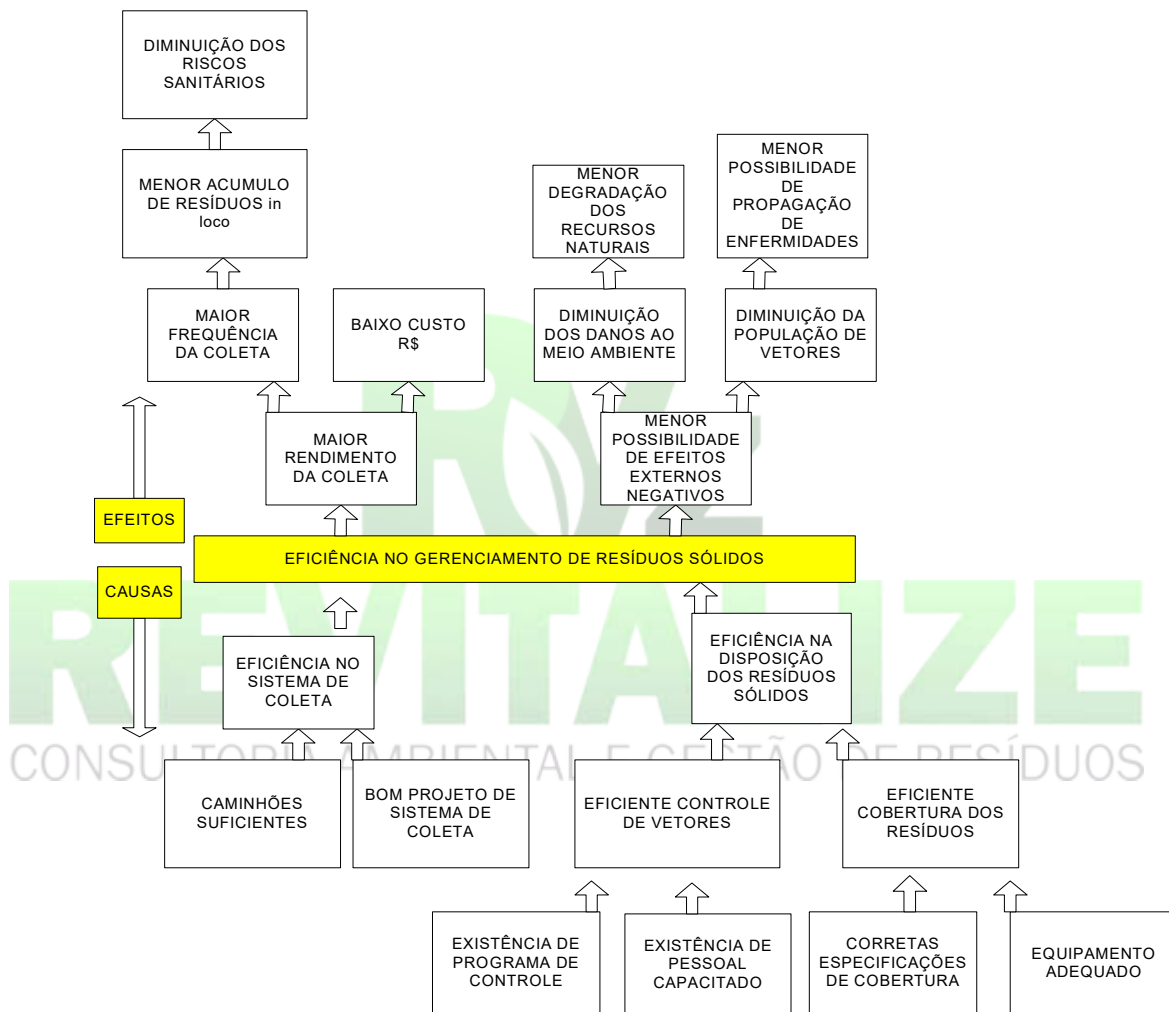 DIMINUIÇÃO DOS
RISCOS
SANITÁRIOS
MENOR ACUMULO
DE RESÍDUOS in
loco
MENOR
DEGRADAÇÃO
DOS
RECURSOS
NATURAIS
MENOR
POSSIBILIDADE
DE
PROPAGAÇÃO
DE
ENFERMIDADES
MAIOR
FREQUÊNCIA
DA COLETA
BAIXO CUSTO
R$
DIMINUIÇÃO
DOS DANOS AO
MEIO AMBIENTE
DIMINUIÇÃO DA
POPULAÇÃO DE
VETORES
MAIOR
RENDIMENTO
DA COLETA
MENOR
POSSIBILIDADE
DE EFEITOS
EXTERNOS
NEGATIVOS
EFEITOS
EFICIÊNCIA NO GERENCIAMENTO DE RESÍDUOS SÓLIDOS
CAUSAS
EFICIÊNCIA NO
SISTEMA DE
COLETA
EFICIÊNCIA NA
DISPOSIÇÃO
DOS RESÍDUOS
SÓLIDOS
RVZ
REVITALIZE
CONSULTORIA AMBIENTAL E GESTÃO DE RESÍDUOS
CAMINHÕES
SUFICIENTES
BOM PROJETO DE
SISTEMA DE
COLETA
EFICIENTE CONTROLE
DE VETORES
EFICIENTE
COBERTURA DOS
RESÍDUOS
EXISTÊNCIA DE
PROGRAMA DE
CONTROLE
EXISTÊNCIA DE
PESSOAL
CAPACITADO
CORRETAS
ESPECIFICAÇÕES
DE COBERTURA
EQUIPAMENTO
ADEQUADO